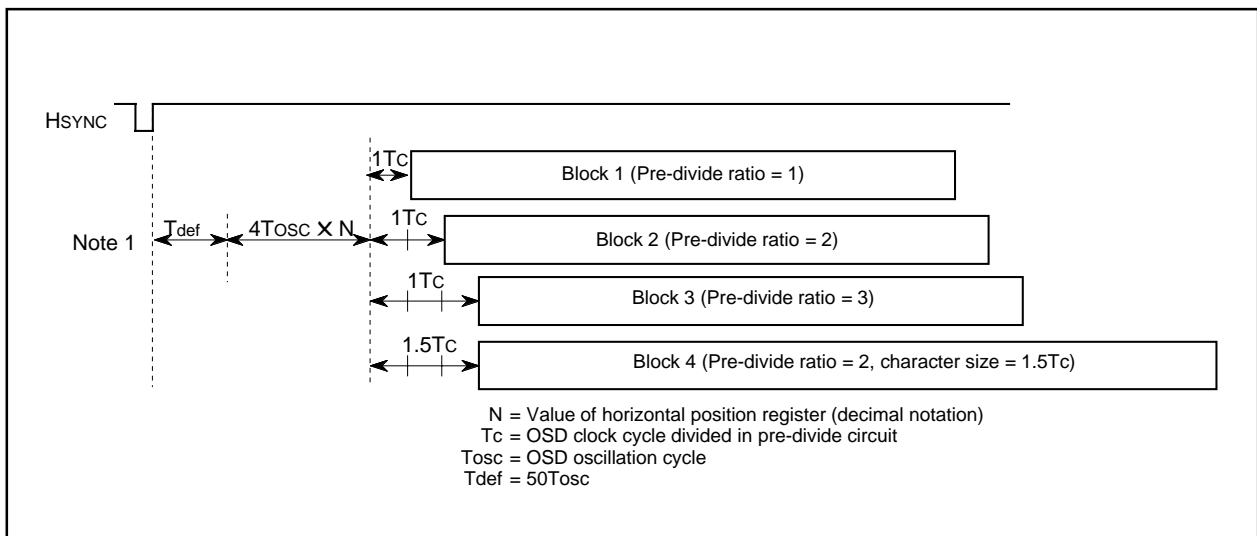 HSYNC
1TC
Block 1 (Pre-divide ratio = 1)
Note 1
Tdef
4TOSC × N
1TC
Block 2 (Pre-divide ratio = 2)
1TC
Block 3 (Pre-divide ratio = 3)
1.5TC
Block 4 (Pre-divide ratio = 2, character size = 1.5Tc)
N = Value of horizontal position register (decimal notation)
Tc = OSD clock cycle divided in pre-divide circuit
Tosc = OSD oscillation cycle
Tdef = 50Tosc